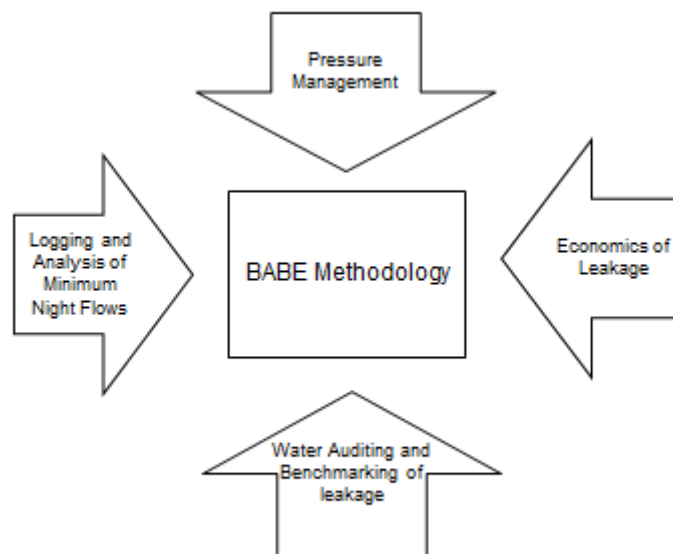 Pressure
Management
Logging and
Analysis of
Minimum
Night Flows
BABE Methodology
Economics of
Leakage
Water Auditing and
Benchmarking of
leakage